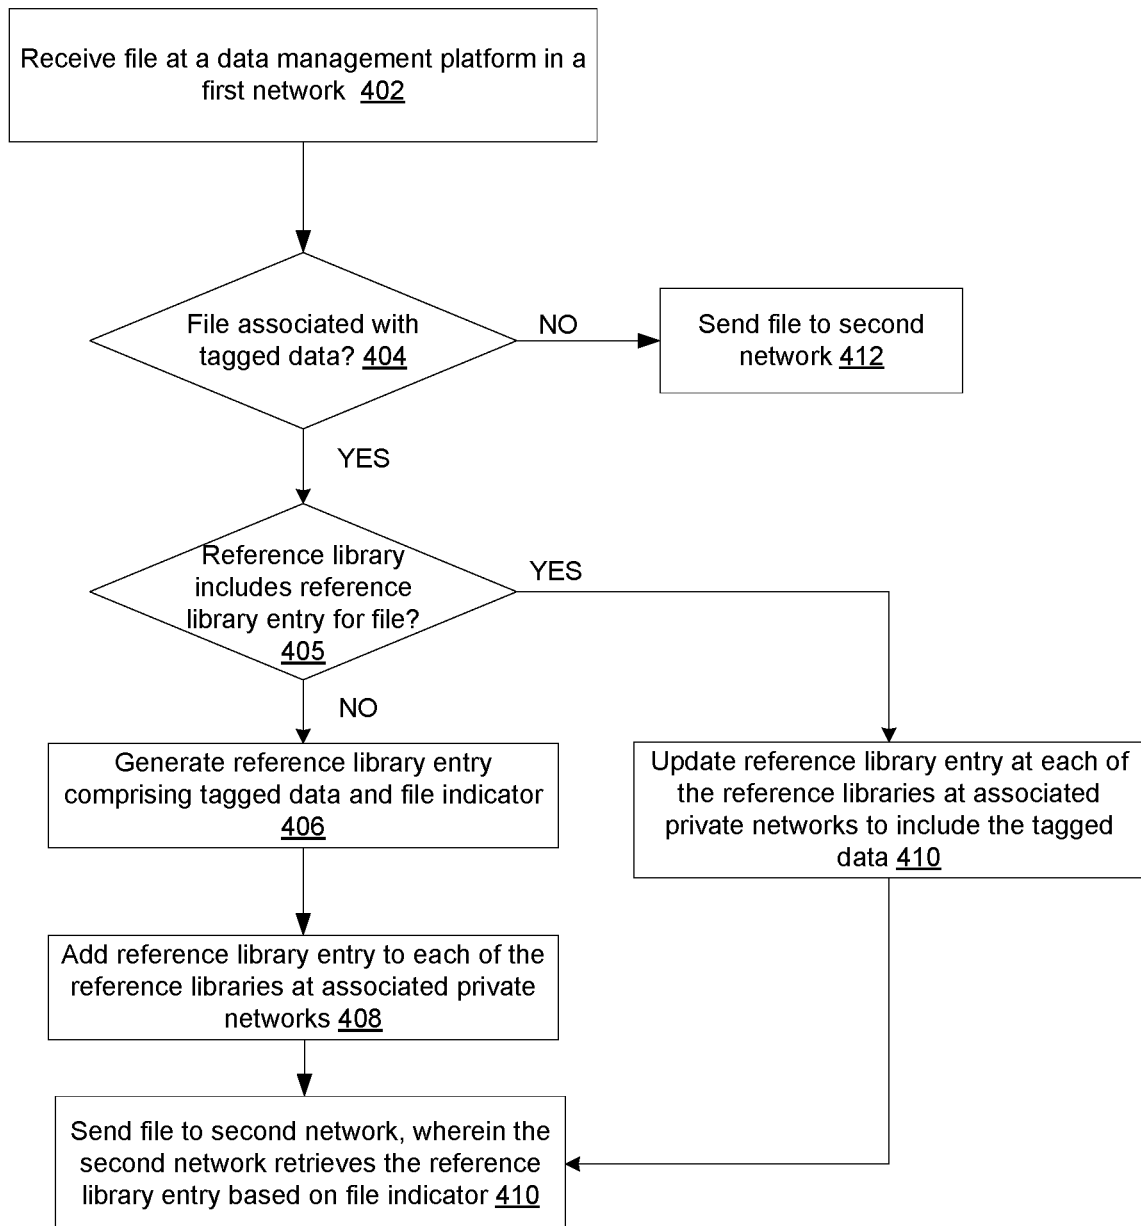 Receive file at a data management platform in a
first network 402
File associated with
tagged data? 404
NO
Send file to second
network 412
YES
Reference library
includes reference
library entry for file?
405
YES
NO
Generate reference library entry
comprising tagged data and file indicator
406
Update reference library entry at each of
the reference libraries at associated
private networks to include the tagged
data 410
Add reference library entry to each of the
reference libraries at associated private
networks 408
Send file to second network, wherein the
second network retrieves the reference
library entry based on file indicator 410